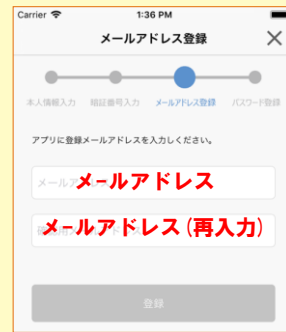 Carrier 1:36 PM
メールアドレス登録
本人情報入力 暗証番号入力 メールアドレス登録 パスワード登録
アプリに登録メールアドレスを入力しください。
メールアドレス
メールアドレス(再入力)
登録